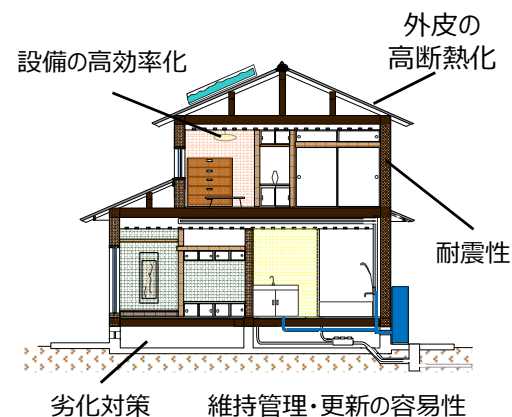 外皮の
高断熱化
設備の高効率化
耐震性
劣化対策
維持管理・更新の容易性